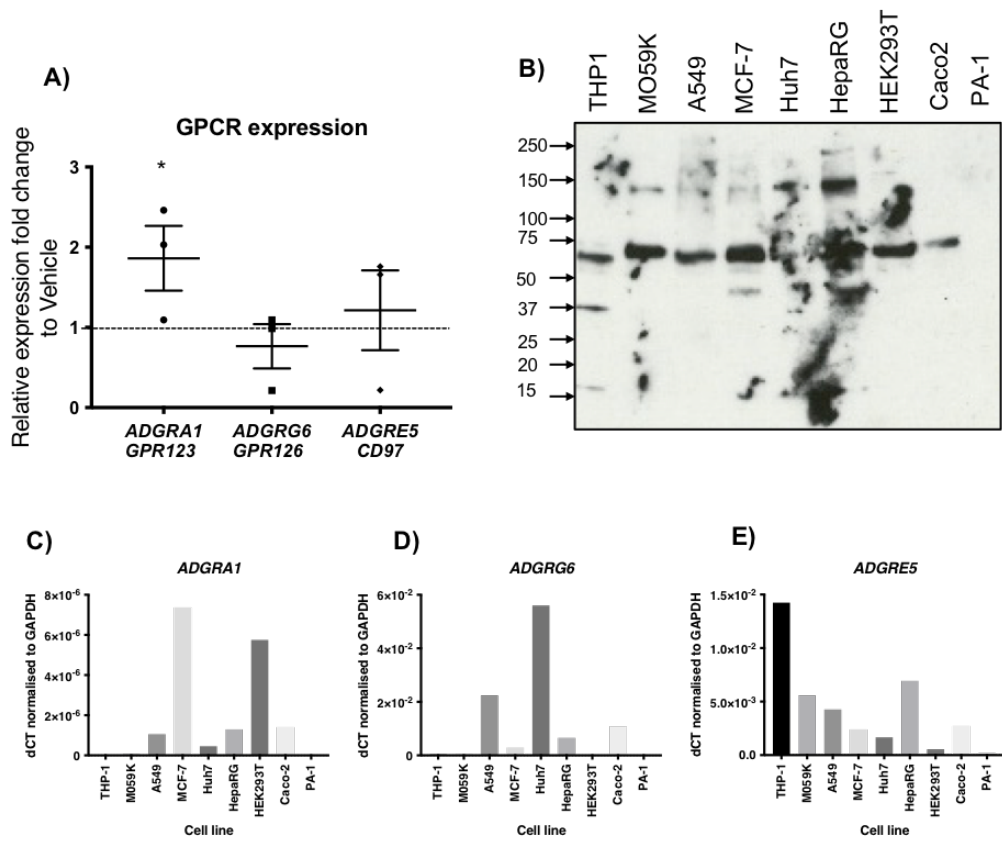 A)
GPCR expression
Relative expression fold change
to Vehicle
3
2
1
0
*
ADGRA1
GPR123
ADGRG6
GPR126
ADGRE5
CD97
B)
THP1
MO59K
A549
MCF-7
Huh7
HepaRG
HEK293T
Caco2
PA-1
250
150
100
75
50
37
25
20
15
C)
ADGRA1
dCT normalised to GAPDH
8×10-6
6×10-6
4×10-6
2×10-6
0
THP-1
M059K
A549
MCF-7
Huh7
HepaRG
HEK293T
Caco-2
PA-1
Cell line
D)
ADGRG6
dCT normalised to GAPDH
6×10-2
4×10-2
2×10-2
0
THP-1
M059K
A549
MCF-7
Huh7
HepaRG
HEK293T
Caco-2
PA-1
Cell line
E)
ADGRE5
dCT normalised to GAPDH
1.5×10-2
1.0×10-2
5.0×10-3
0.0
THP-1
M059K
A549
MCF-7
Huh7
HepaRG
HEK293T
Caco-2
PA-1
Cell line